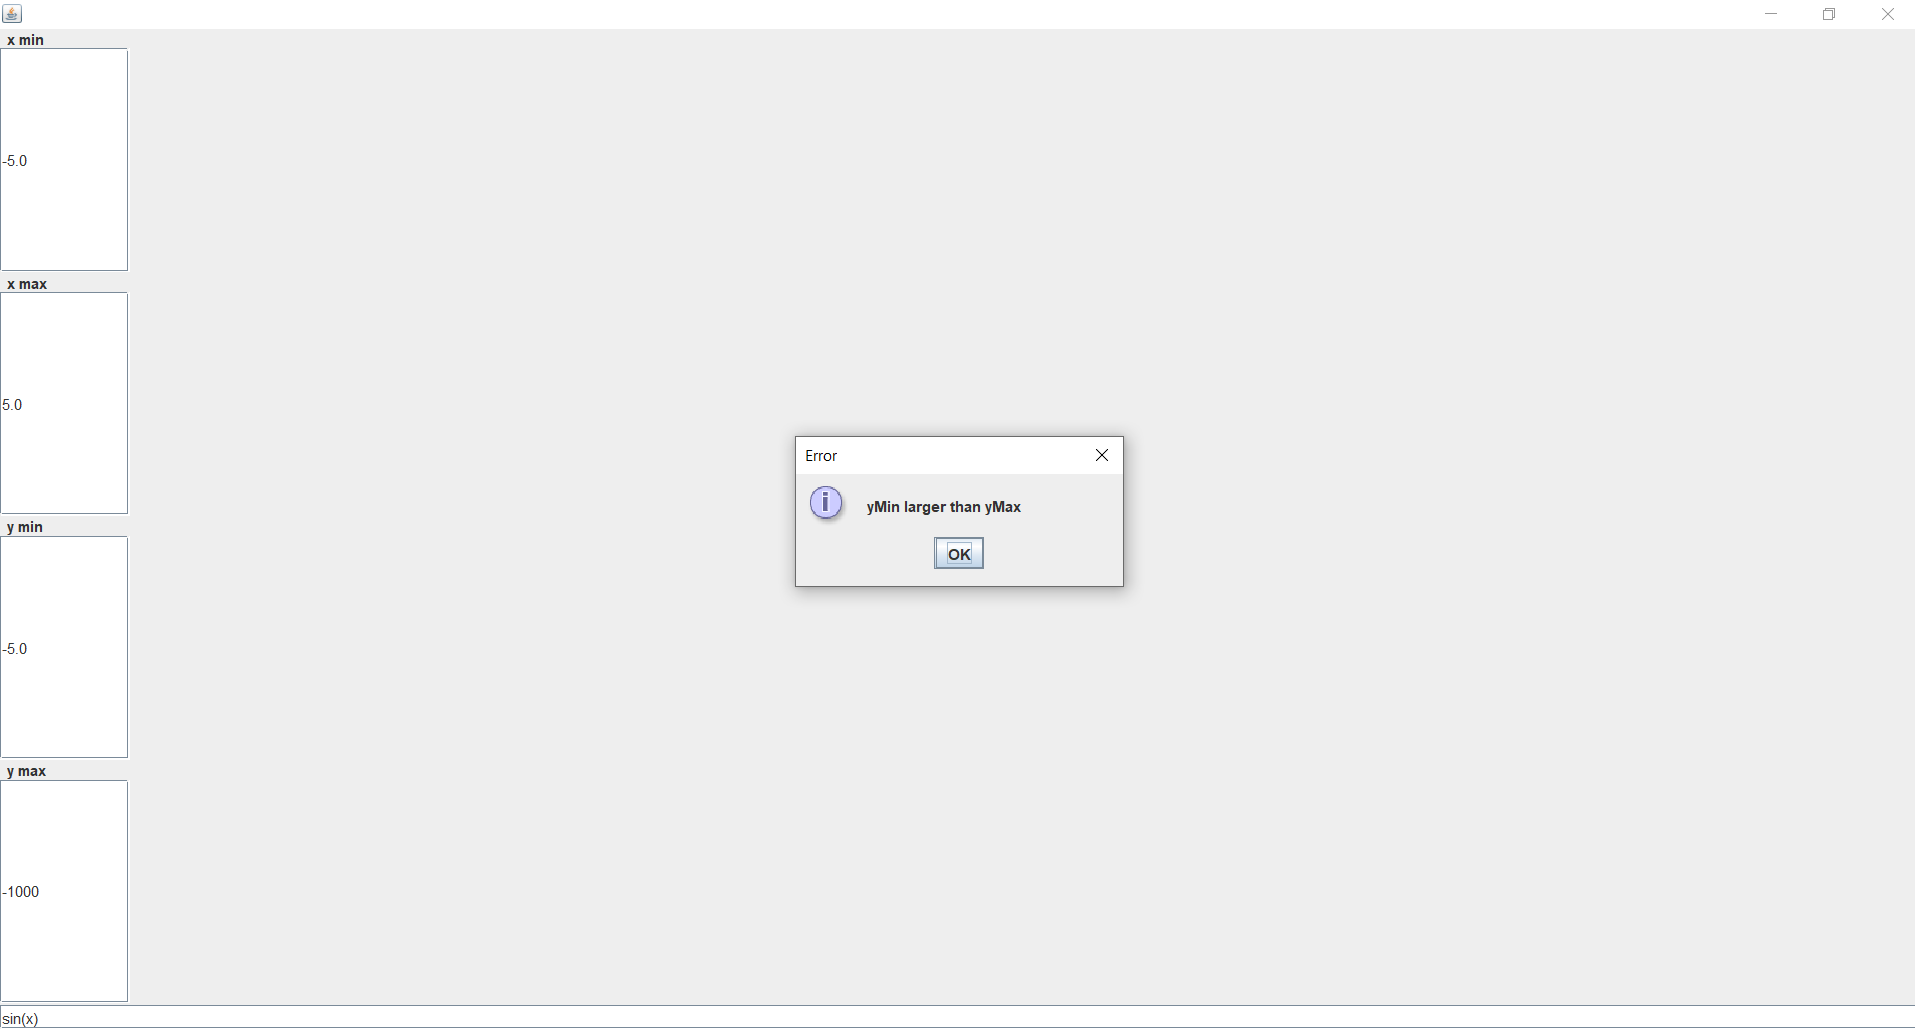 x min
-5.0
x max
5.0
y min
-5.0
y max
-1000
Error
yMin larger than yMax
OK
sin(x)